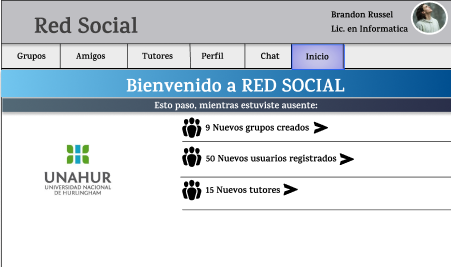 Red Social
Brandon Russel
Lic. en Informatica
Grupos
Amigos
Tutores
Perfil
Chat
Inicio
Bienvenido a RED SOCIAL
Esto paso, mientras estuviste ausente:
9 Nuevos grupos creados
50 Nuevos usuarios registrados
15 Nuevos tutores
UNAHUR
UNIVERSIDAD NACIONAL
DE HURLINGHAM